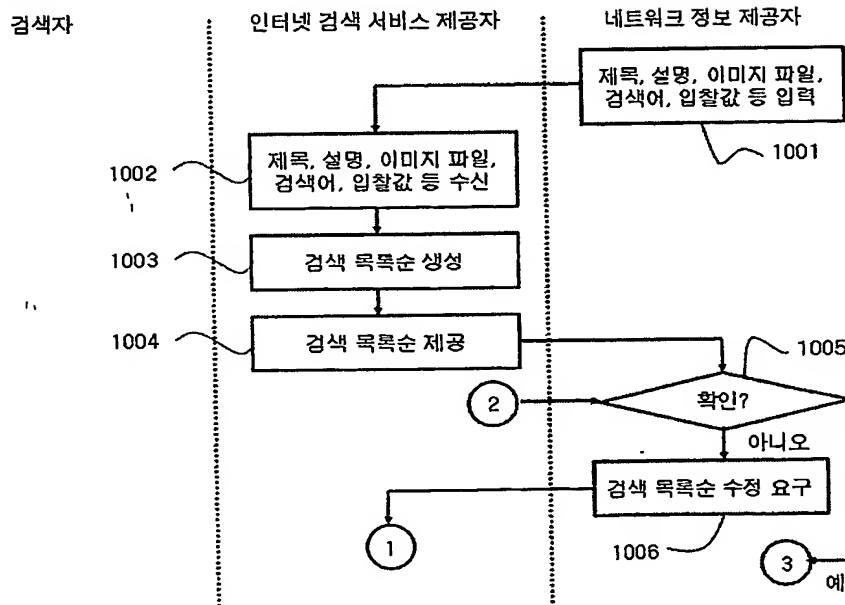 검색자
인터넷 검색 서비스 제공자
네트워크 정보 제공자
제목, 설명, 이미지 파일,
검색어, 입찰값 등 입력
1001
1002
제목, 설명, 이미지 파일,
검색어, 입찰값 등 수신
1003
검색 목록순 생성
1004
검색 목록순 제공
1005
2
확인?
아니오
검색 목록순 수정 요구
1
1006
3
예